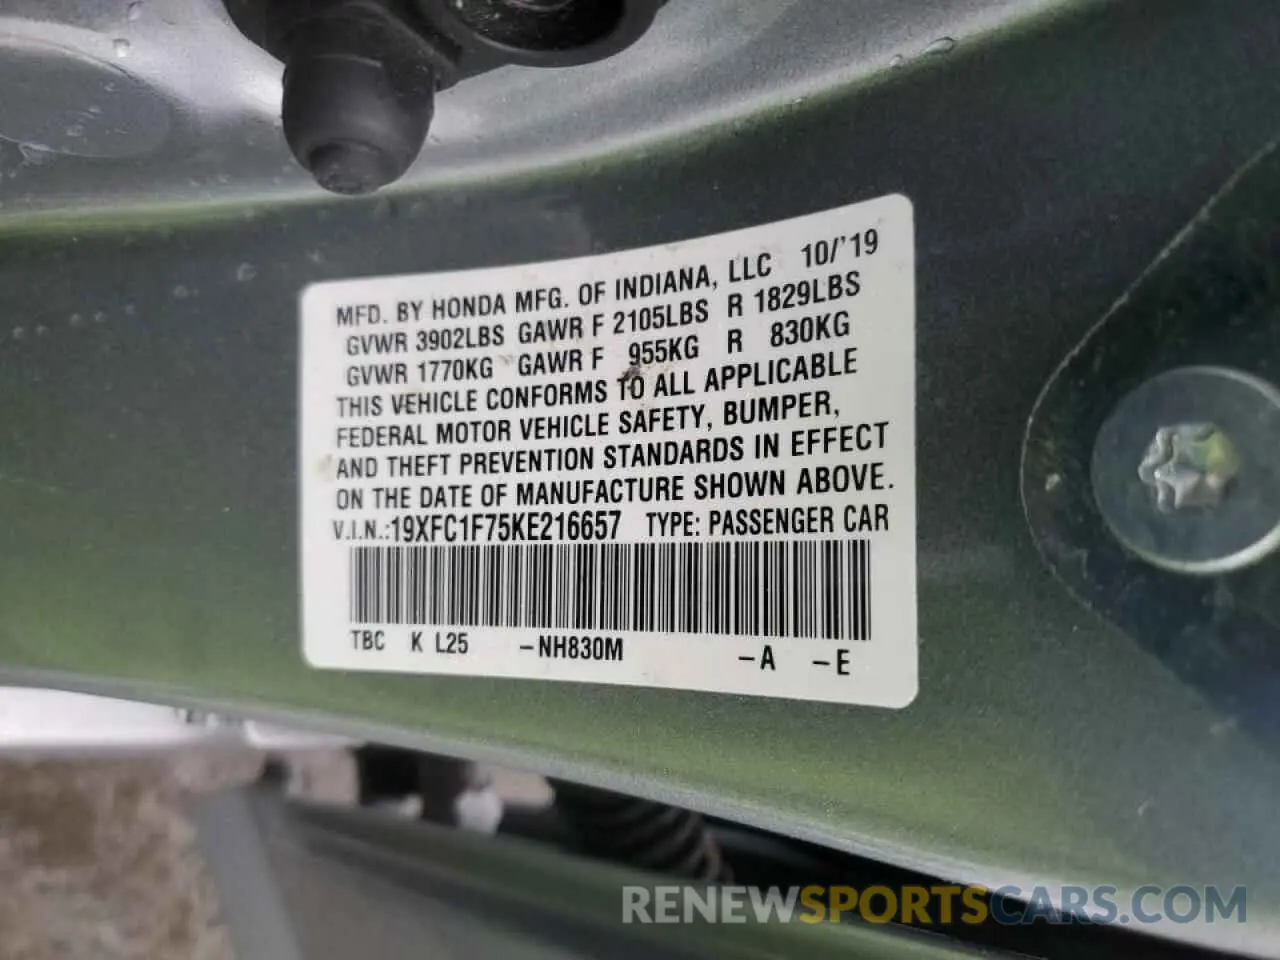 MFD. BY HONDA MFG. OF INDIANA, LLC 10/'19
GVWR 3902LBS GAWR F 2105LBS R 1829LBS
GVWR 1770KG GAWR F 955KG R 830KG
THIS VEHICLE CONFORMS TO ALL APPLICABLE
FEDERAL MOTOR VEHICLE SAFETY, BUMPER,
AND THEFT PREVENTION STANDARDS IN EFFECT
ON THE DATE OF MANUFACTURE SHOWN ABOVE.
V.I.N.:19XFC1F75KE216657 TYPE: PASSENGER CAR
TBC K L25 -NH830M -A -E
RENEWSPORTSCARS.COM